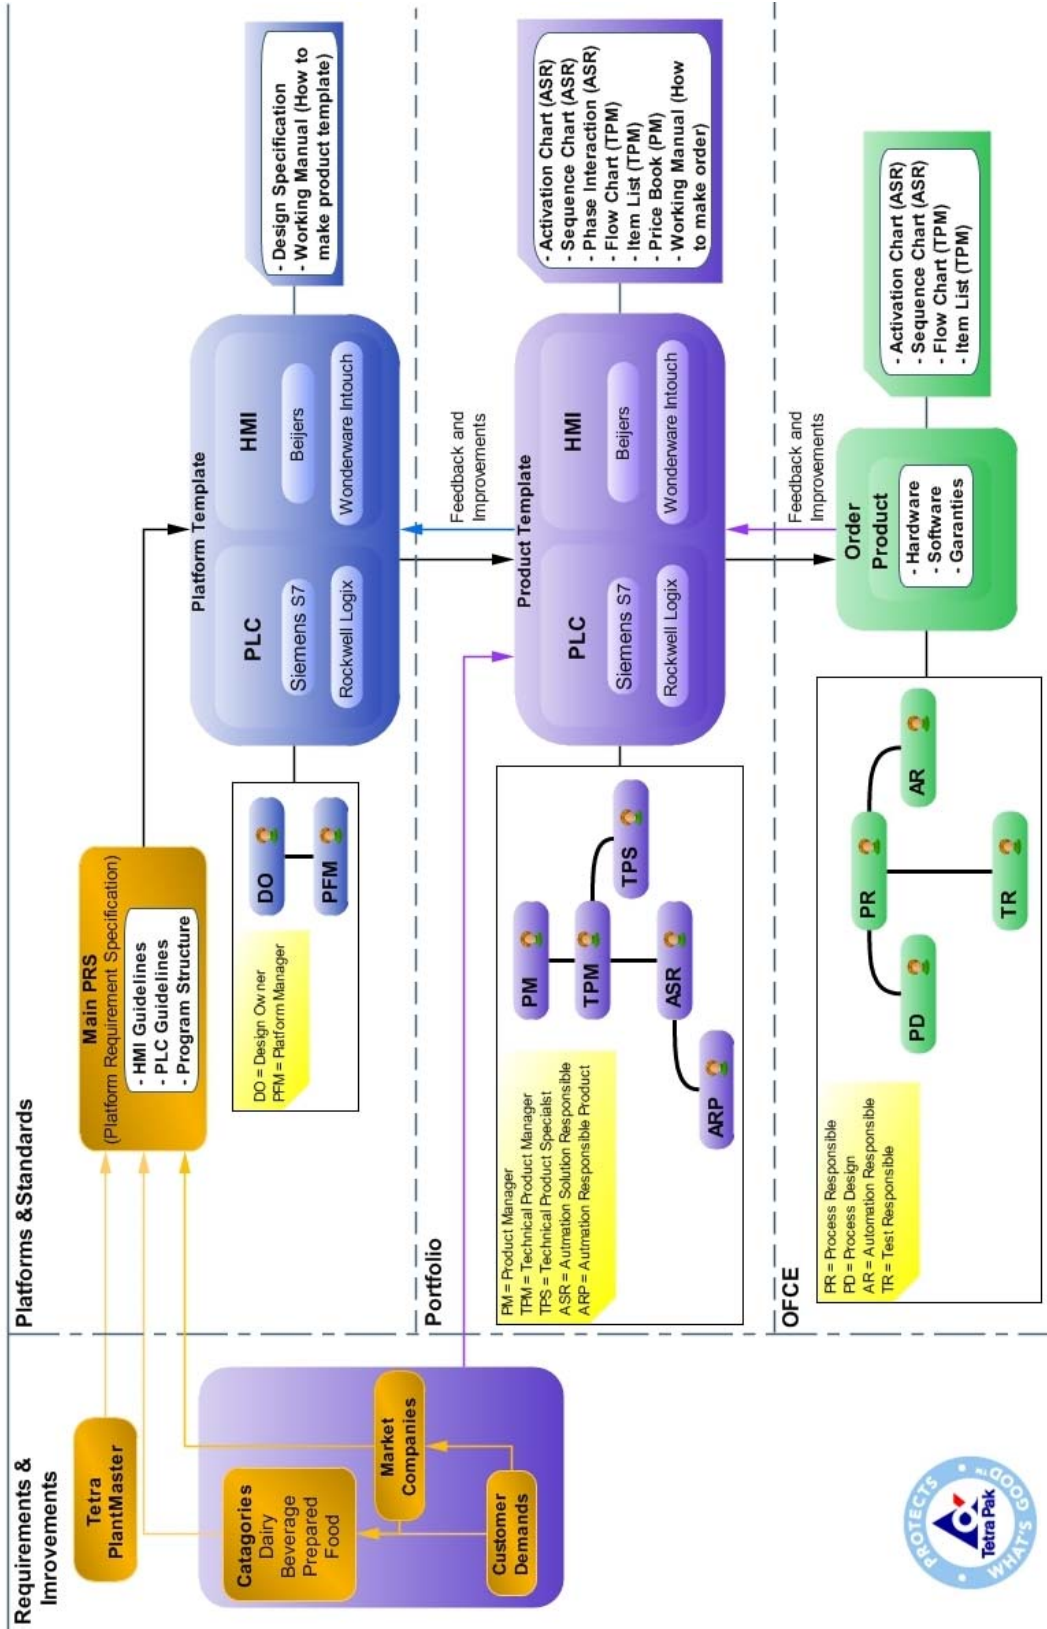 Requirements &
Imrovements
Tetra
PlantMaster
Catagories
Dairy
Beverage
Prepared
Food
Market
Companies
Customer
Demands
PROTECTS
WHAT'S GOOD
TM
Tetra Pak
Platforms &Standards
Main PRS
(Platform Requirement Specification)
- HMI Guidelines
- PLC Guidelines
- Program Structure
DO = Design Owner
PFM = Platform Manager
DO
PFM
Platform Template
PLC
Siemens S7
Rockwell Logix
HMI
Beijers
Wonderware Intouch
- Design Specification
- Working Manual (How to
make product template)
Feedback and
Improvements
Portfolio
PM = Product Manager
TPM = Technical Product Manager
TPS = Technical Product Specialst
ASR = Autmation Solution Responsible
ARP = Autmation Responsible Product
PM
TPM
TPS
ASR
ARP
Product Template
PLC
Siemens S7
Rockwell Logix
HMI
Beijers
Wonderware Intouch
- Activation Chart (ASR)
- Sequence Chart (ASR)
- Phase Interaction (ASR)
- Flow Chart (TPM)
- Item List (TPM)
- Price Book (PM)
- Working Manual (How
to make order)
Feedback and
Improvements
OFCE
PR = Process Responsible
PD = Process Design
AR = Automation Responsible
TR = Test Responsible
PR
PD
AR
TR
Order
Product
- Hardware
- Software
- Garanties
- Activation Chart (ASR)
- Sequence Chart (ASR)
- Flow Chart (TPM)
- Item List (TPM)